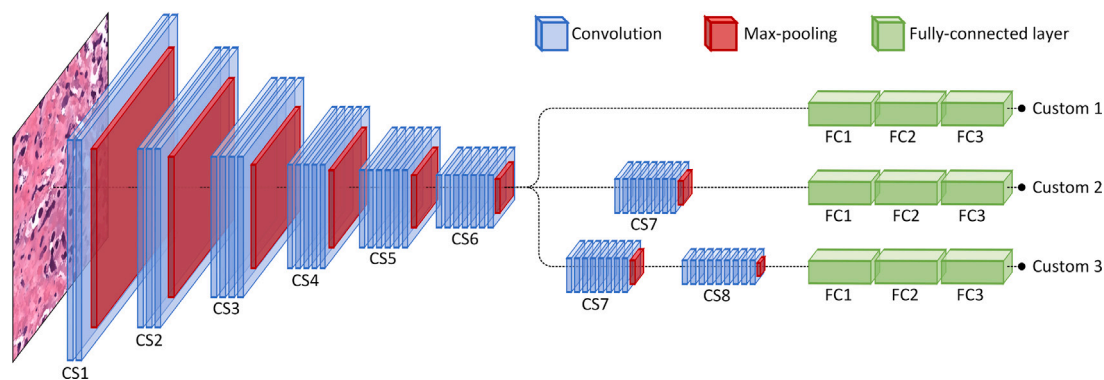 Convolution
Max-pooling
Fully-connected layer
Custom 1
FC1 FC2 FC3
Custom 2
FC1 FC2 FC3
CS7
Custom 3
FC1 FC2 FC3
CS7 CS8
CS6
CS5
CS4
CS3
CS2
CS1